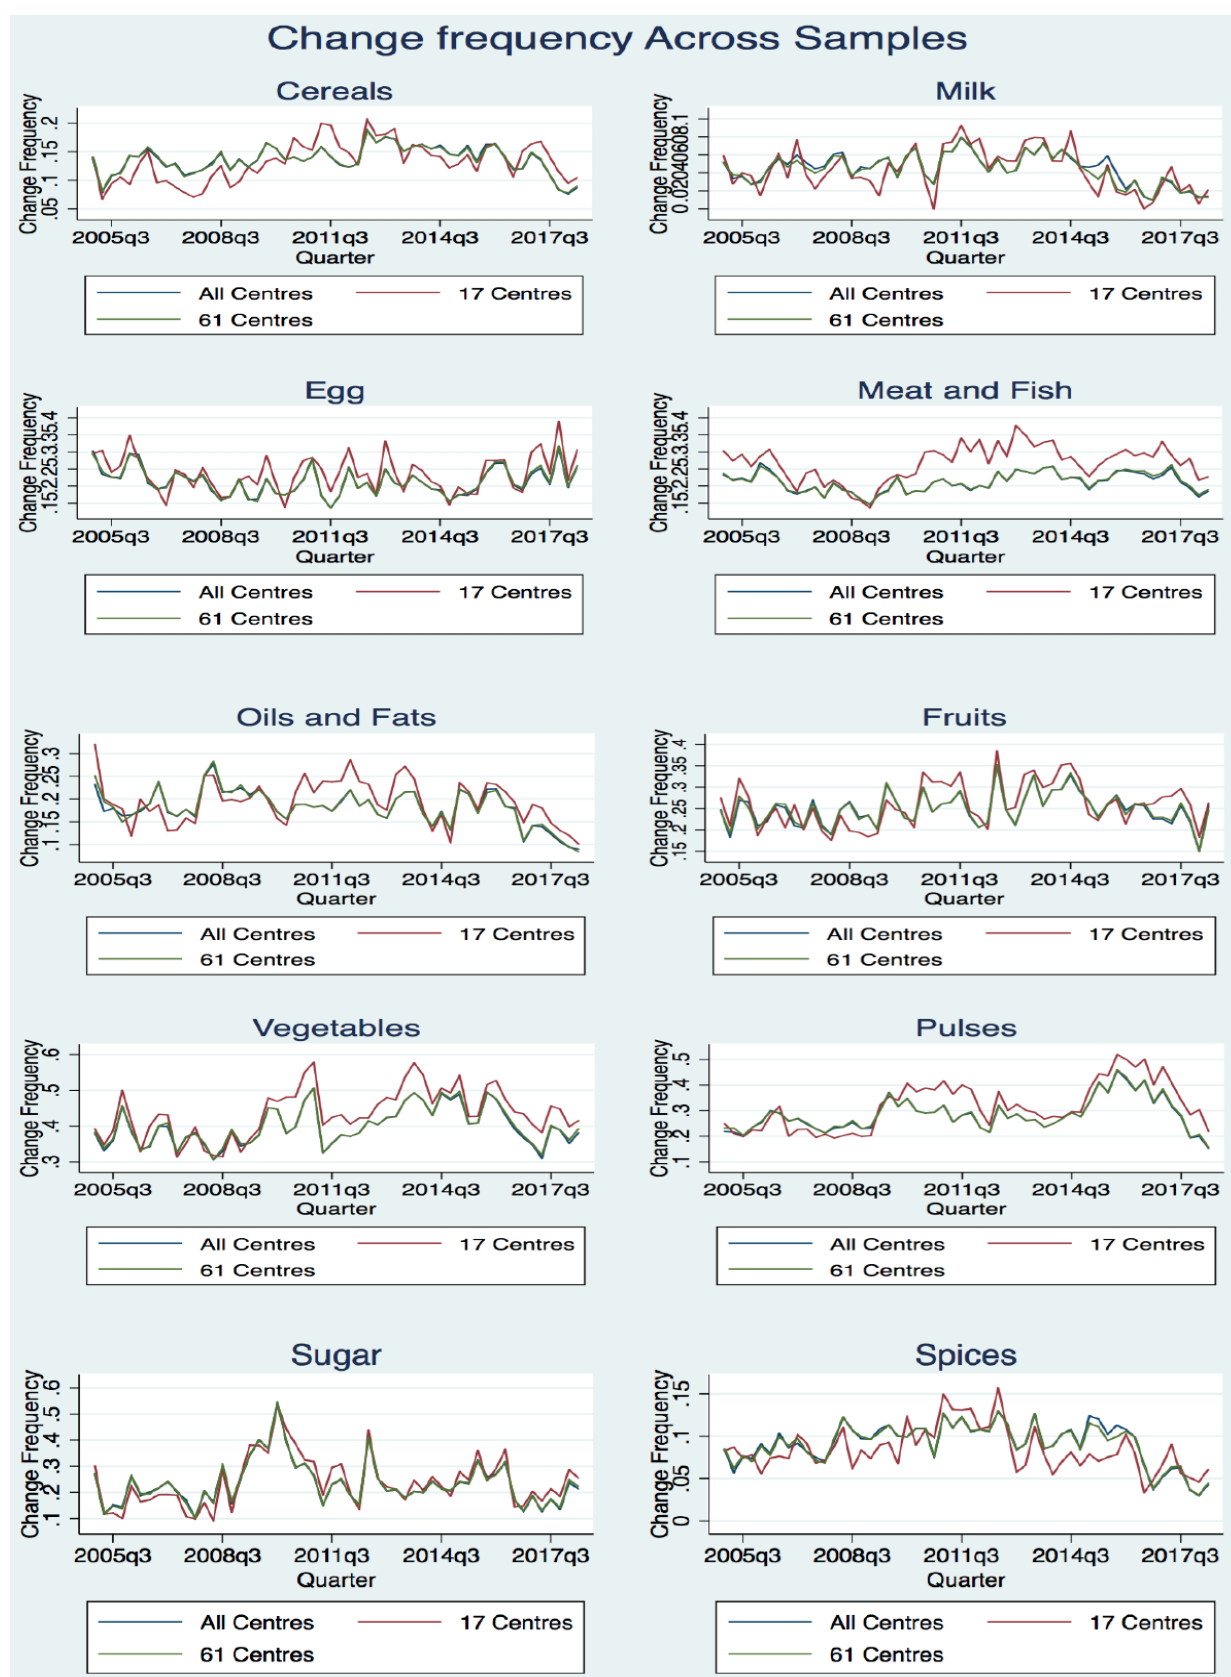 Change frequency Across Samples
Cereals
Change Frequency
.05 .1 .15 .2
2005q3 2008q3 2011q3 2014q3 2017q3
Quarter
All Centres 17 Centres
61 Centres
Milk
Change Frequency
0.02040608.1
2005q3 2008q3 2011q3 2014q3 2017q3
Quarter
All Centres 17 Centres
61 Centres
Egg
Change Frequency
.15.2.25.3.35.4
2005q3 2008q3 2011q3 2014q3 2017q3
Quarter
All Centres 17 Centres
61 Centres
Meat and Fish
Change Frequency
.15.2.25.3.35.4
2005q3 2008q3 2011q3 2014q3 2017q3
Quarter
All Centres 17 Centres
61 Centres
Oils and Fats
Change Frequency
.1 .15 .2 .25 .3
2005q3 2008q3 2011q3 2014q3 2017q3
Quarter
All Centres 17 Centres
61 Centres
Fruits
Change Frequency
.15 .2 .25 .3 .35 .4
2005q3 2008q3 2011q3 2014q3 2017q3
Quarter
All Centres 17 Centres
61 Centres
Vegetables
Change Frequency
.3 .4 .5 .6
2005q3 2008q3 2011q3 2014q3 2017q3
Quarter
All Centres 17 Centres
61 Centres
Pulses
Change Frequency
.1 .2 .3 .4 .5
2005q3 2008q3 2011q3 2014q3 2017q3
Quarter
All Centres 17 Centres
61 Centres
Sugar
Change Frequency
.1 .2 .3 .4 .5 .6
2005q3 2008q3 2011q3 2014q3 2017q3
Quarter
All Centres 17 Centres
61 Centres
Spices
Change Frequency
0 .05 .1 .15
2005q3 2008q3 2011q3 2014q3 2017q3
Quarter
All Centres 17 Centres
61 Centres